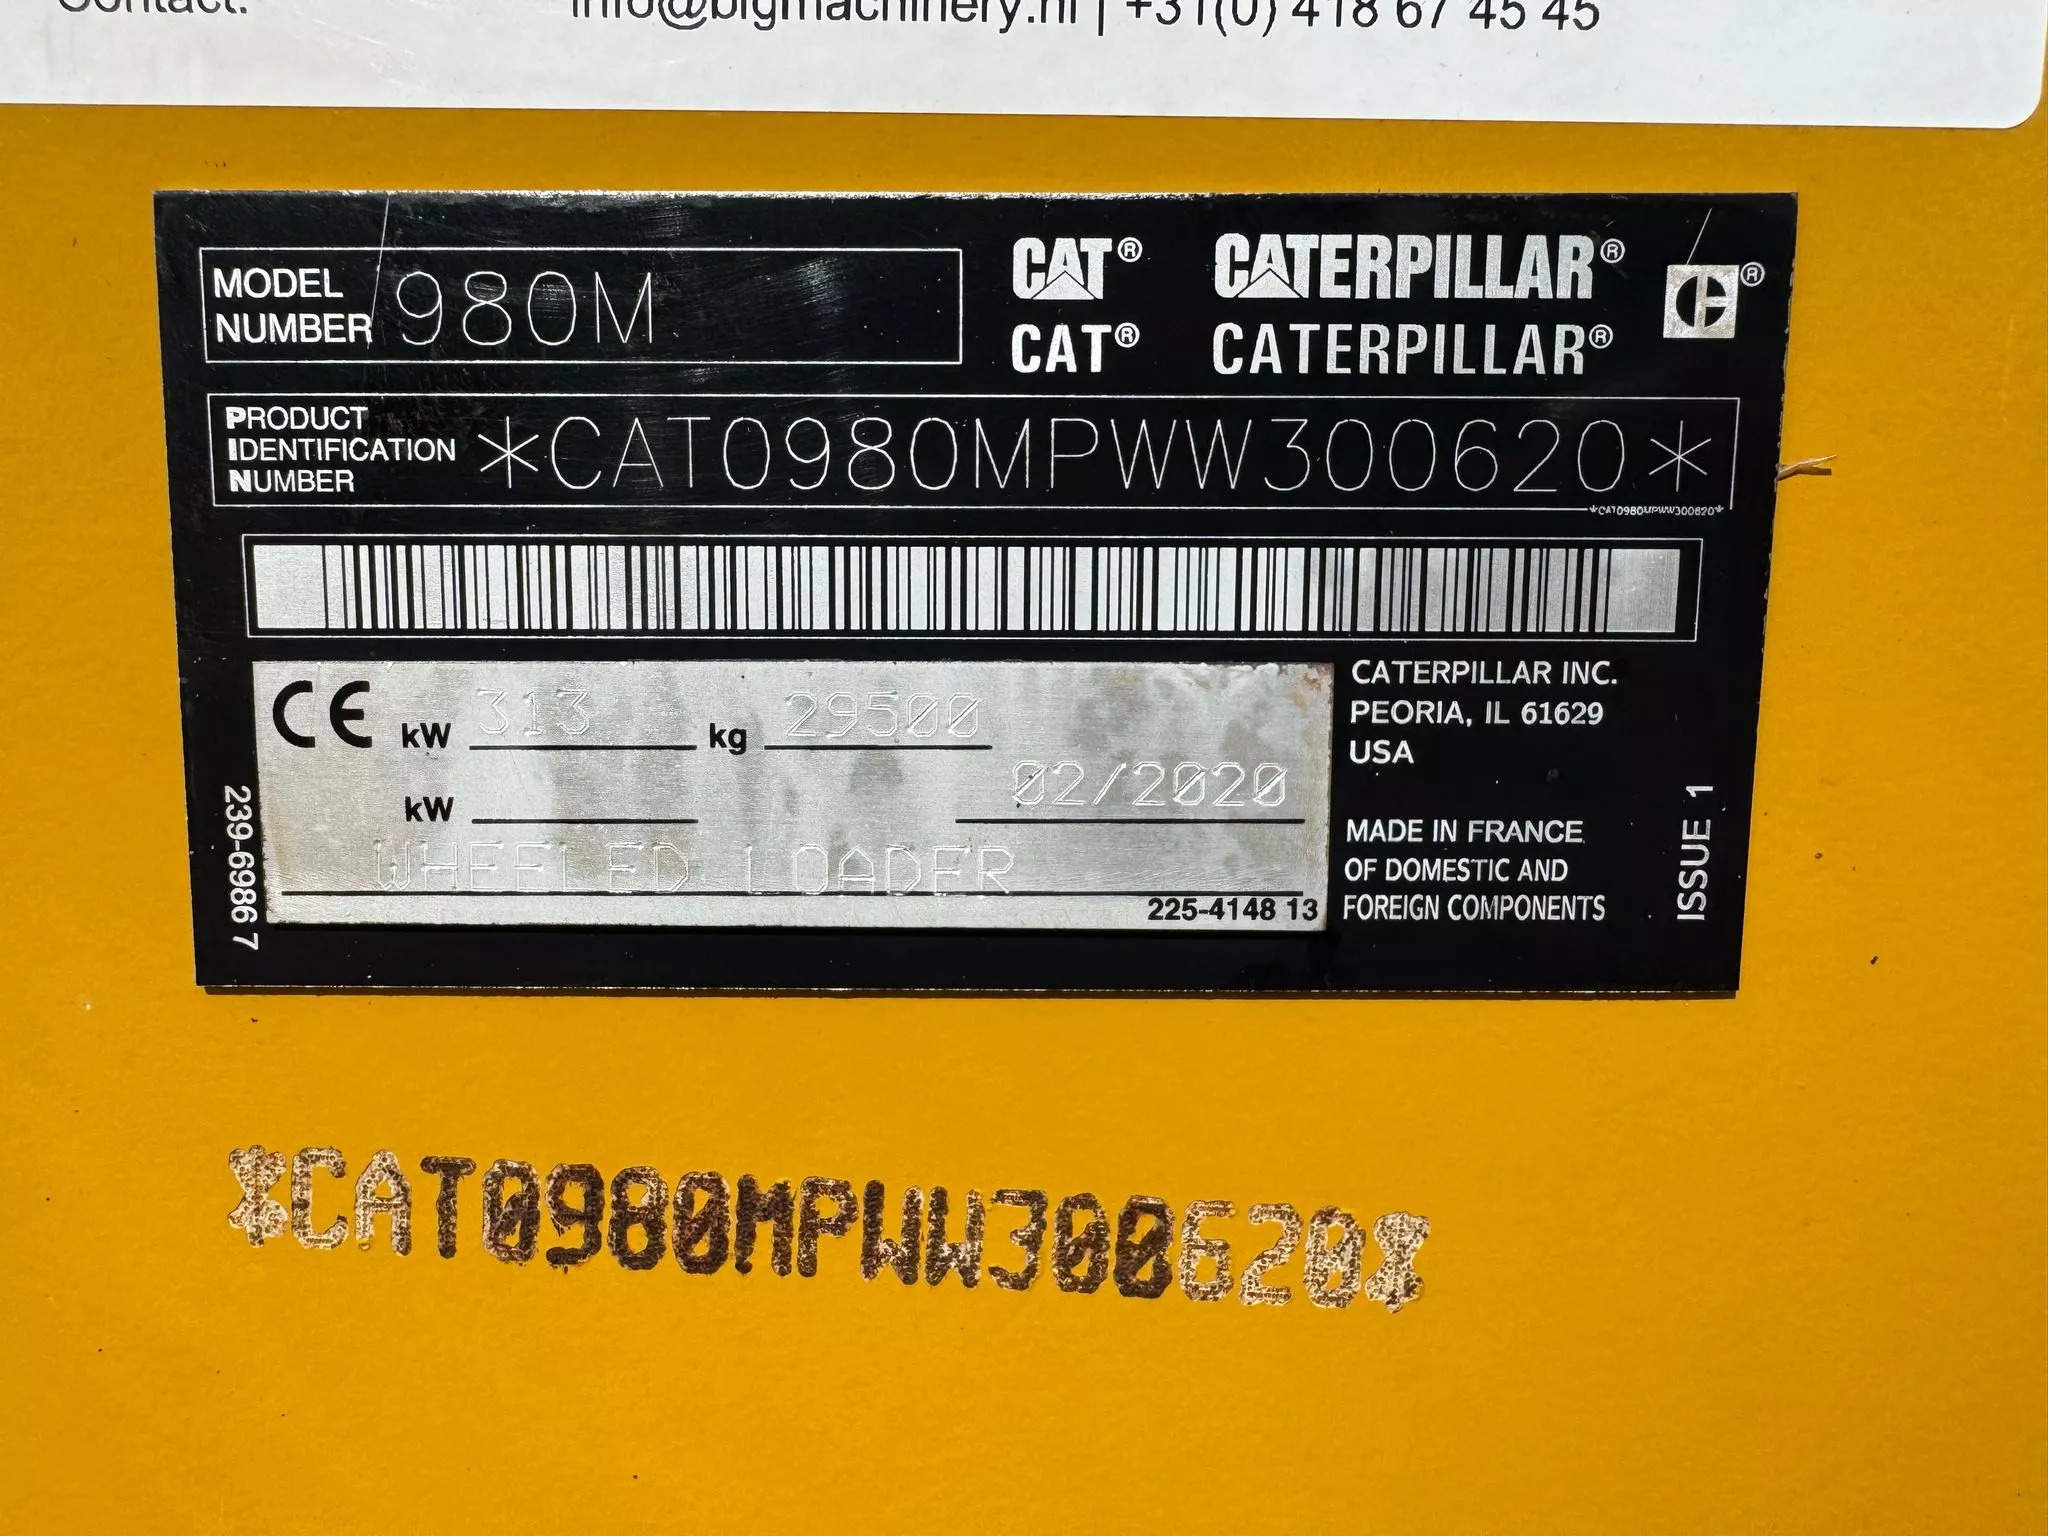 Contact: info@bigmachinery.nl | +31(0) 418 67 45 45
MODEL NUMBER 980M
CAT® CATERPILLAR®
CAT® CATERPILLAR®
PRODUCT IDENTIFICATION NUMBER *CAT0980MPWW300620*
*CAT0980MPWW300620*
CE kW 313 kg 29500
kW 02/2020
WHEELED LOADER
225-4148 13
239-6986 7
CATERPILLAR INC.
PEORIA, IL 61629
USA
MADE IN FRANCE
OF DOMESTIC AND
FOREIGN COMPONENTS
ISSUE 1
*CAT0980MPWW300620*